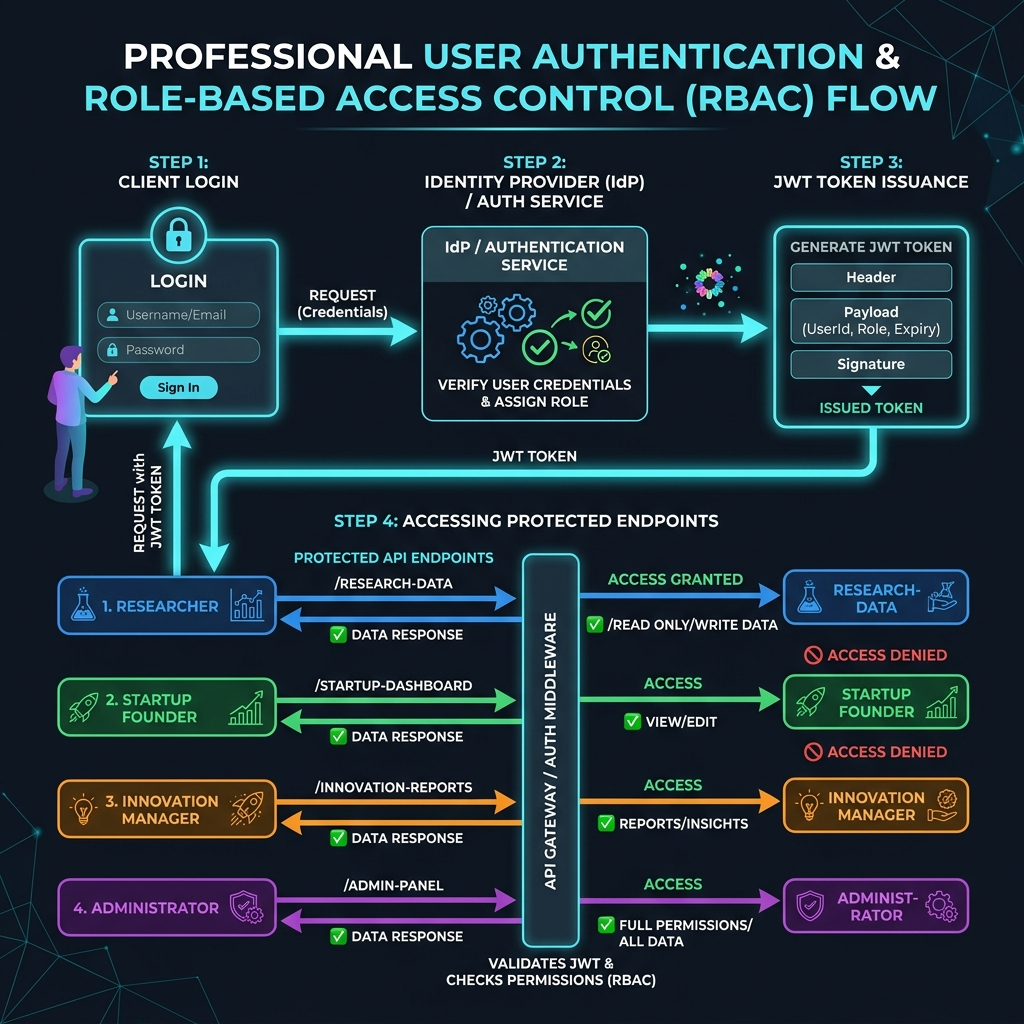 PROFESSIONAL USER AUTHENTICATION &
ROLE-BASED ACCESS CONTROL (RBAC) FLOW
STEP 1:
CLIENT LOGIN
LOGIN
Username/Email
Password
Sign In
REQUEST
(Credentials)
STEP 2:
IDENTITY PROVIDER (IdP)
/ AUTH SERVICE
IdP / AUTHENTICATION
SERVICE
VERIFY USER CREDENTIALS
& ASSIGN ROLE
STEP 3:
JWT TOKEN ISSUANCE
GENERATE JWT TOKEN
Header
Payload
(UserId, Role, Expiry)
Signature
ISSUED TOKEN
JWT TOKEN
REQUEST with
JWT TOKEN
STEP 4: ACCESSING PROTECTED ENDPOINTS
PROTECTED API ENDPOINTS
1. RESEARCHER
/RESEARCH-DATA
DATA RESPONSE
ACCESS GRANTED
/READ ONLY/WRITE DATA
RESEARCH-
DATA
ACCESS DENIED
2. STARTUP
FOUNDER
/STARTUP-DASHBOARD
DATA RESPONSE
ACCESS
VIEW/EDIT
STARTUP
FOUNDER
ACCESS DENIED
3. INNOVATION
MANAGER
/INNOVATION-REPORTS
DATA RESPONSE
ACCESS
REPORTS/INSIGHTS
INNOVATION
MANAGER
4. ADMINISTRATOR
/ADMIN-PANEL
DATA RESPONSE
ACCESS
FULL PERMISSIONS/
ALL DATA
ADMINIST-
RATOR
API GATEWAY / AUTH MIDDLEWARE
VALIDATES JWT &
CHECKS PERMISSIONS (RBAC)